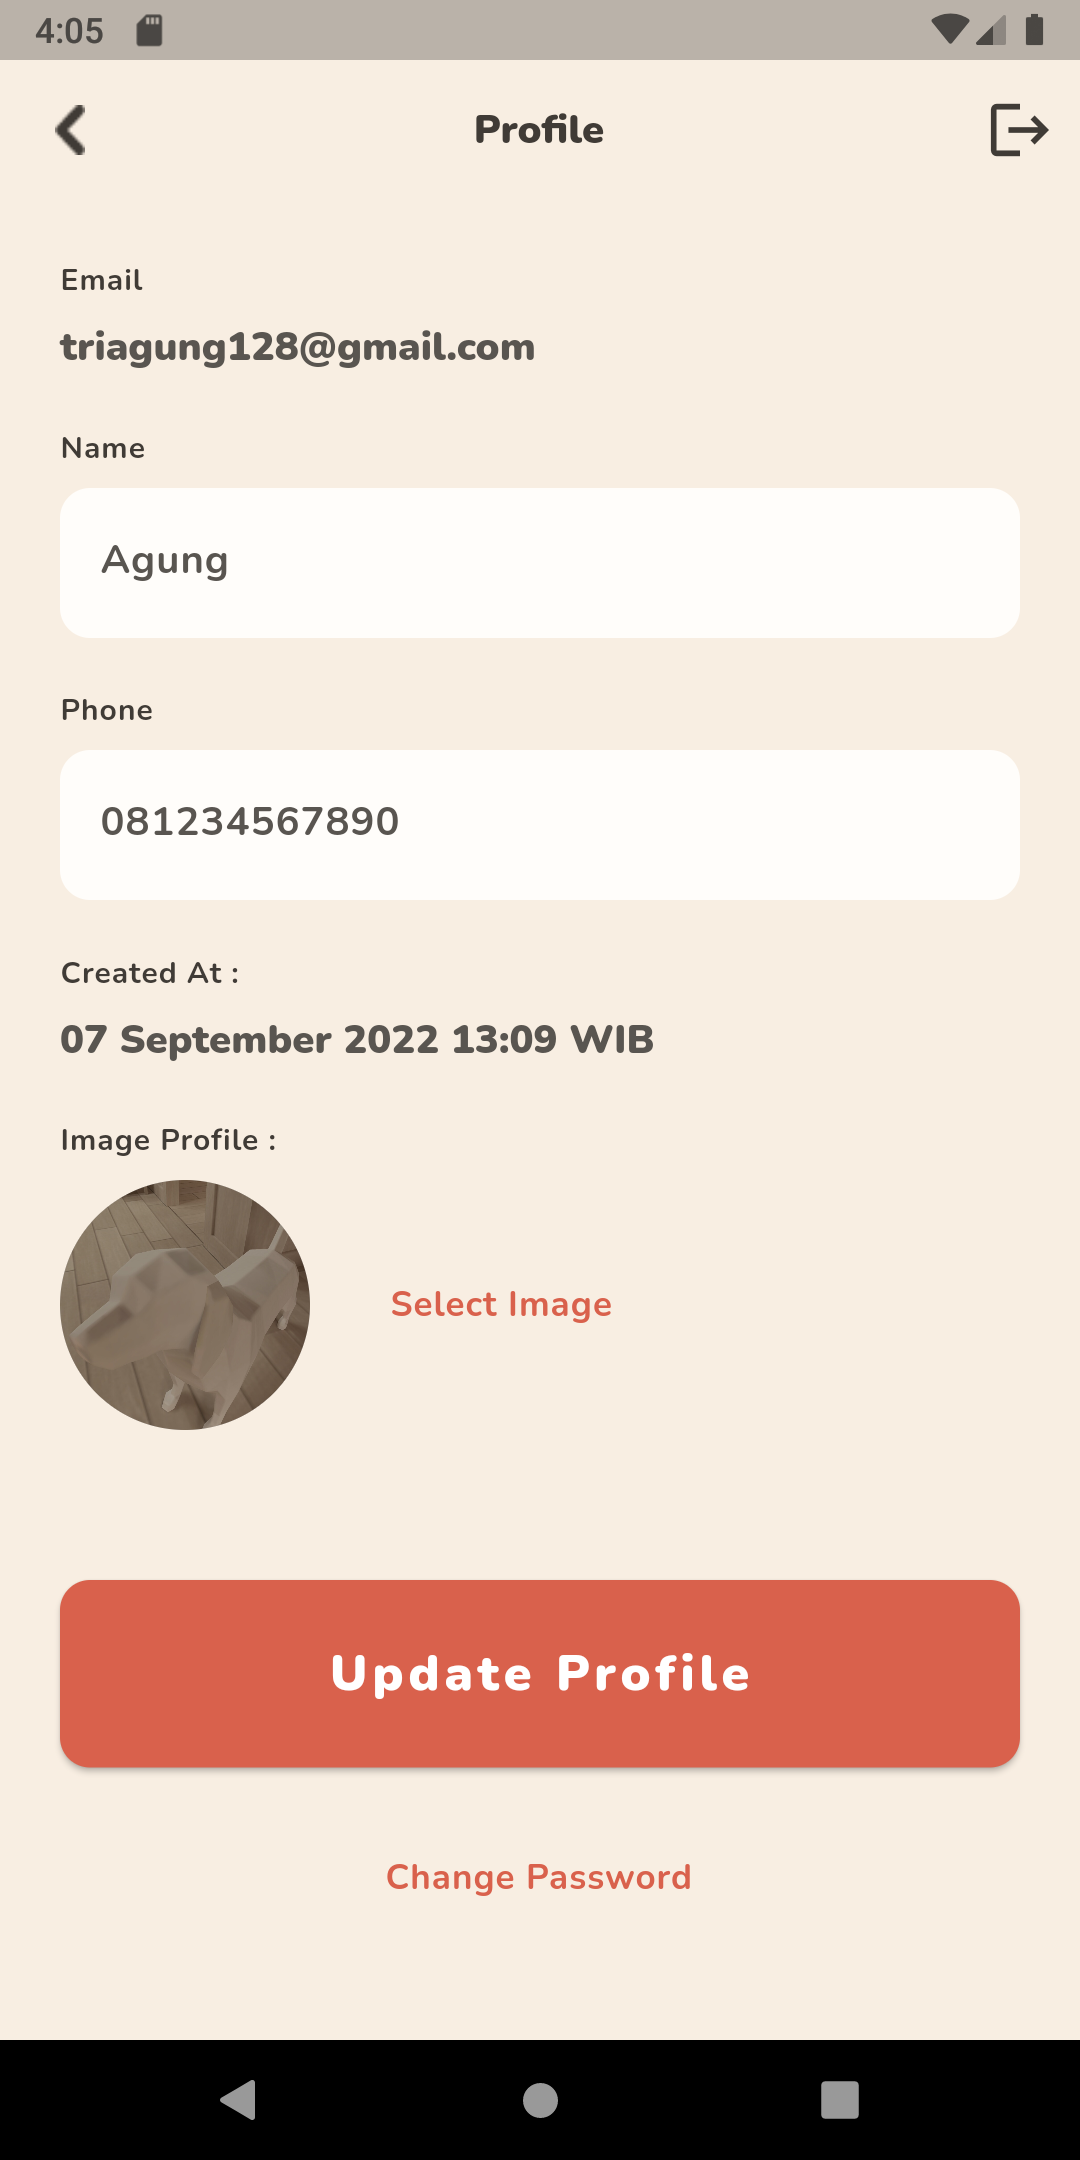 4:05
Profile
Email
triagung128@gmail.com
Name
Agung
Phone
081234567890
Created At :
07 September 2022 13:09 WIB
Image Profile :
Select Image
Update Profile
Change Password